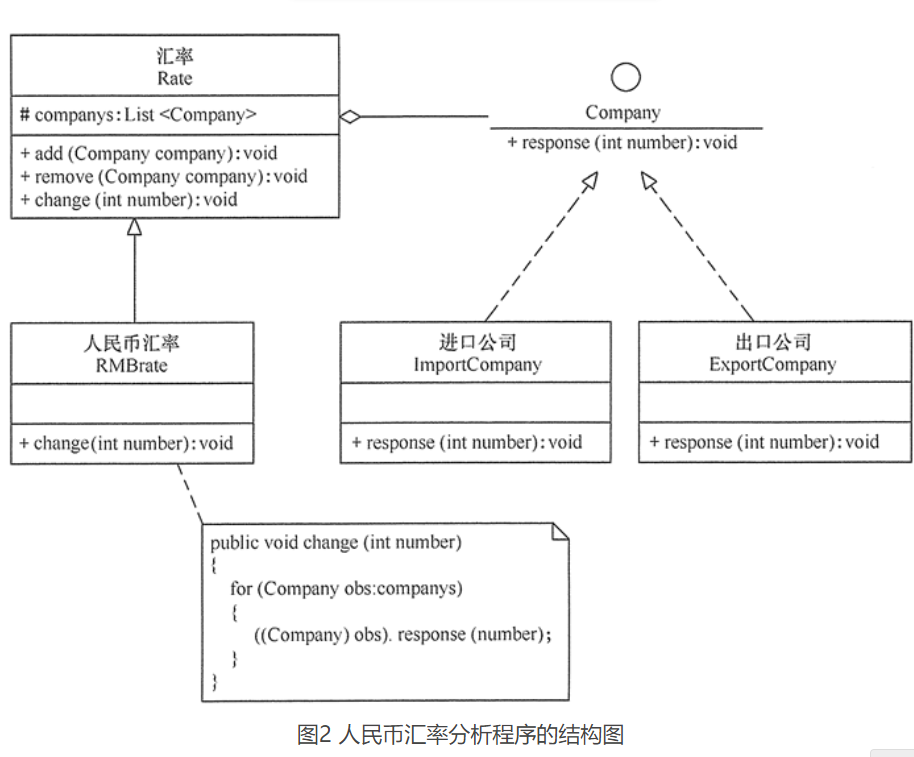 汇率
Rate
# companys:List <Company>
+ add (Company company):void
+ remove (Company company):void
+ change (int number):void
Company
+ response (int number):void
人民币汇率
RMBrate
+ change(int number):void
进口公司
ImportCompany
+ response (int number):void
出口公司
ExportCompany
+ response (int number):void
public void change (int number)
{
for (Company obs:companys)
{
((Company) obs). response (number);
}
}
图2 人民币汇率分析程序的结构图